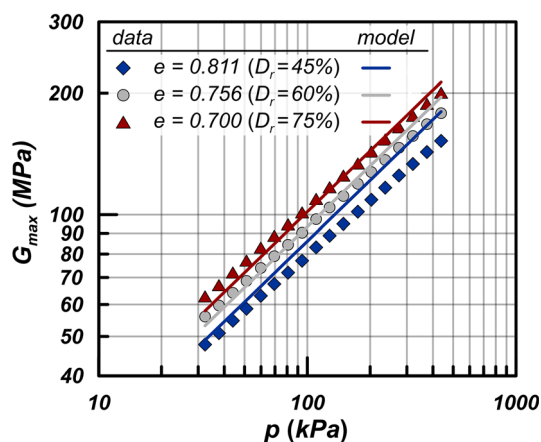 data model
e = 0.811 (Dr = 45%)
e = 0.756 (Dr = 60%)
e = 0.700 (Dr = 75%)
Gmax (MPa)
300
200
100
90
80
70
60
50
40
10 100 1000
p (kPa)